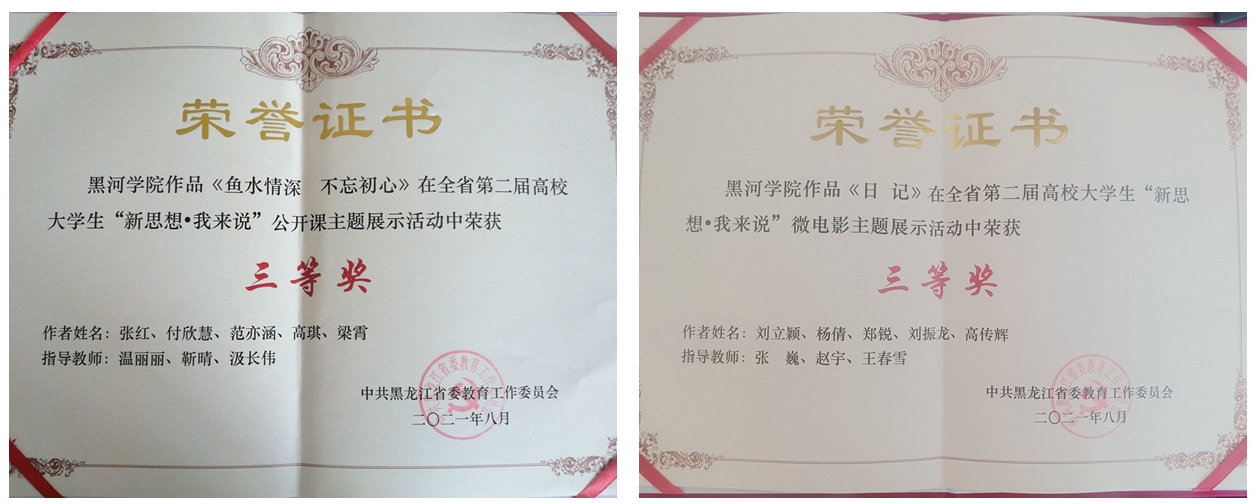 荣誉证书
黑河学院作品《鱼水情深 不忘初心》在全省第二届高校
大学生“新思想•我来说”公开课主题展示活动中荣获
三等奖
作者姓名：张红、付欣慧、范亦涵、高琪、梁霄
指导教师：温丽丽、靳晴、汲长伟
中共黑龙江省委教育工作委员会
二〇二一年八月
荣誉证书
黑河学院作品《日 记》在全省第二届高校大学生“新思
想•我来说”微电影主题展示活动中荣获
三等奖
作者姓名：刘立颖、杨倩、郑锐、刘振龙、高传辉
指导教师：张 巍、赵宇、王春雪
中共黑龙江省委教育工作委员会
二〇二一年八月